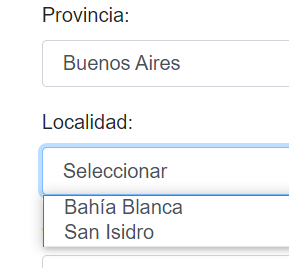 Provincia:
Buenos Aires
Localidad:
Seleccionar
Bahía Blanca
San Isidro